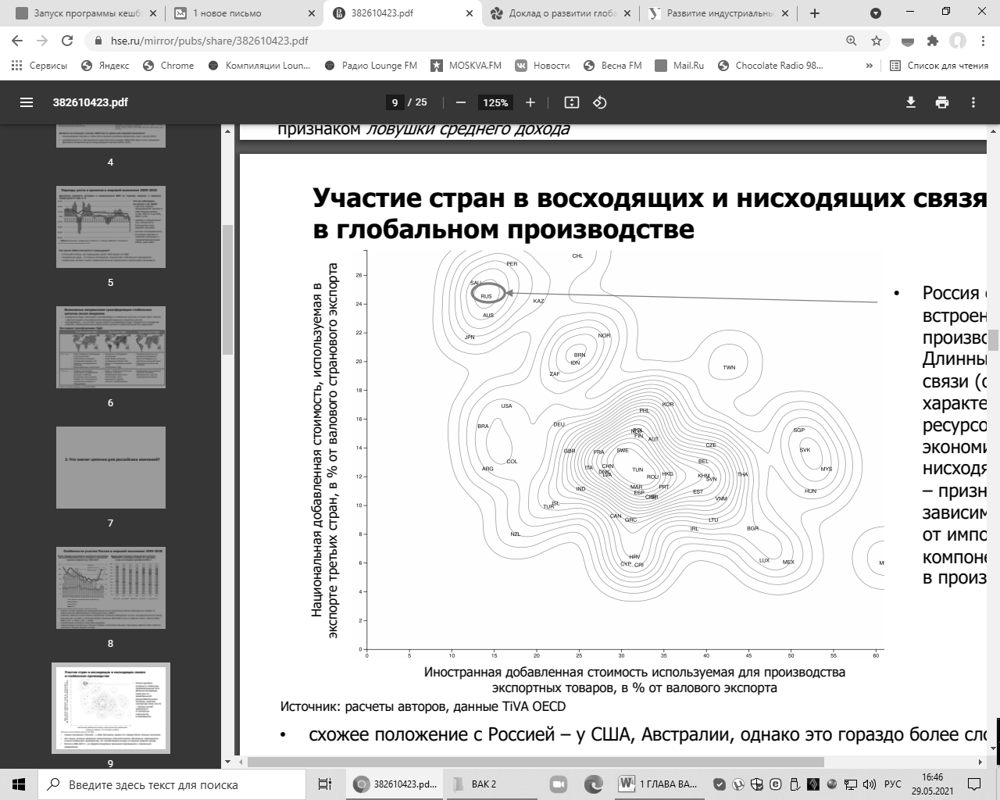 Запуск программы кешб
1 новое письмо
382610423.pdf
Доклад о развитии глоба
Развитие индустриальны
hse.ru/mirror/pubs/share/382610423.pdf
Сервисы
Яндекс
Chrome
Компиляции Loun...
Радио Lounge FM
MOSKVA.FM
Новости
Весна FM
Mail.Ru
Chocolate Radio 98...
»
Список для чтения
382610423.pdf
9 / 25
125%
4
5
6
2. Что значат цепочки для российских компаний?
7
8
9
признаком ловушки среднего дохода
Участие стран в восходящих и нисходящих связя
в глобальном производстве
Национальная добавленная стоимость, используемая в
экспорте третьих стран, в % от валового странового экспорта
26
24
22
20
18
16
14
12
10
8
6
4
2
0
CHL
PER
SAU
RUS
KAZ
AUS
JPN
NOR
BRN
IDN
ZAF
TWN
USA
KOR
PHL
BRA
DEU
POL
FIN
AUT
SGP
CZE
GBR
FRA
SWE
SVK
COL
BEL
ARG
ITA
CHN
TUN
MYS
LVA
ROU
HKG
KHM
SVN
THA
IND
MAR
PRT
ESP
EST
HUN
VNM
ISL
TUR
CAN
GRC
LTU
IRL
BGR
NZL
HRV
CYP
CRI
LUX
MEX
0
5
10
15
20
25
30
35
40
45
50
55
60
Иностранная добавленная стоимость используемая для производства
экспортных товаров, в % от валового экспорта
Источник: расчеты авторов, данные TiVA OECD
• Россия
встроен
произво
Длинны
связи (
характе
ресурсо
экономи
нисходя
– призн
зависим
от импо
компоне
в произ
• схожее положение с Россией – у США, Австралии, однако это гораздо более сло
Введите здесь текст для поиска
382610423.pd...
ВАК 2
1 ГЛАВА ВА...
РУС
16:46
29.05.2021